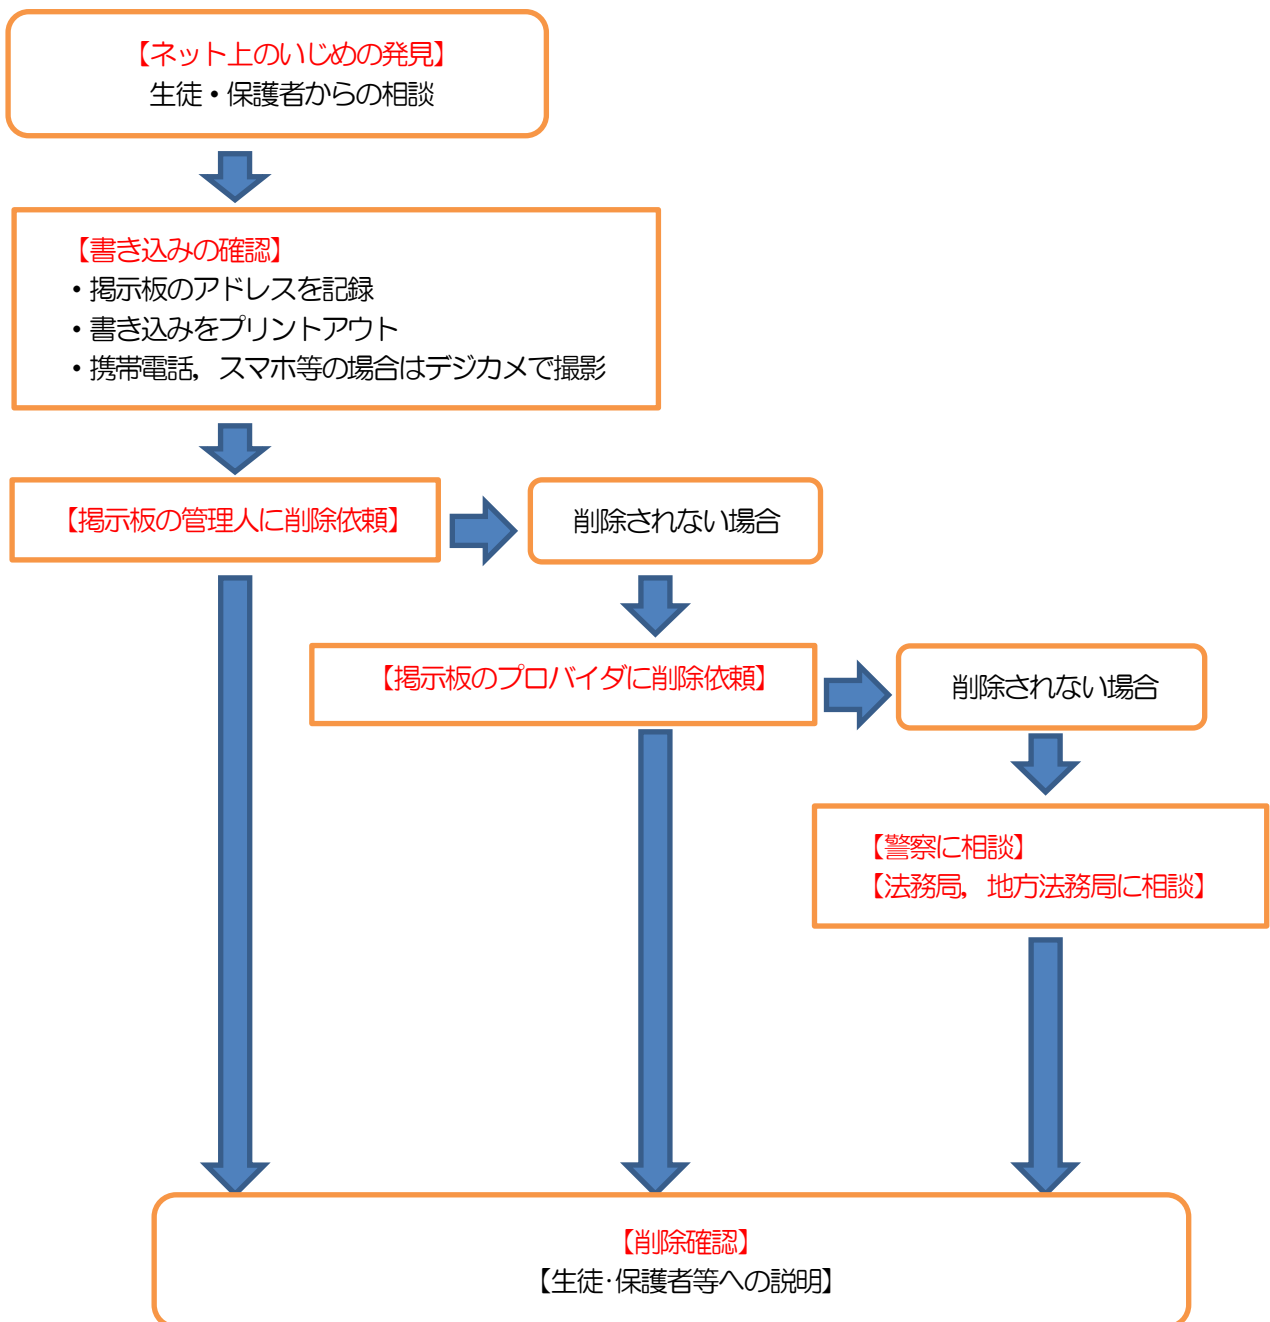 【ネット上のいじめの発見】
生徒・保護者からの相談
【書き込みの確認】
・掲示板のアドレスを記録
・書き込みをプリントアウト
・携帯電話，スマホ等の場合はデジカメで撮影
【掲示板の管理人に削除依頼】
削除されない場合
【掲示板のプロバイダに削除依頼】
削除されない場合
【警察に相談】
【法務局，地方法務局に相談】
【削除確認】
【生徒・保護者等への説明】